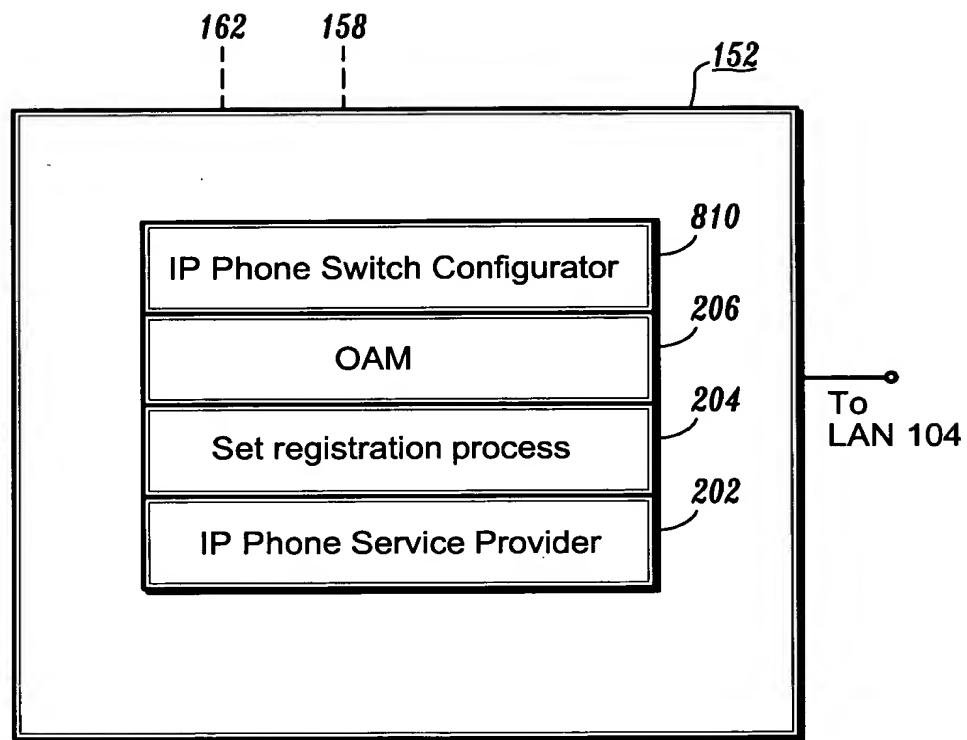 162 158 152
810
IP Phone Switch Configurator
206
OAM
204
To
LAN 104
Set registration process
202
IP Phone Service Provider